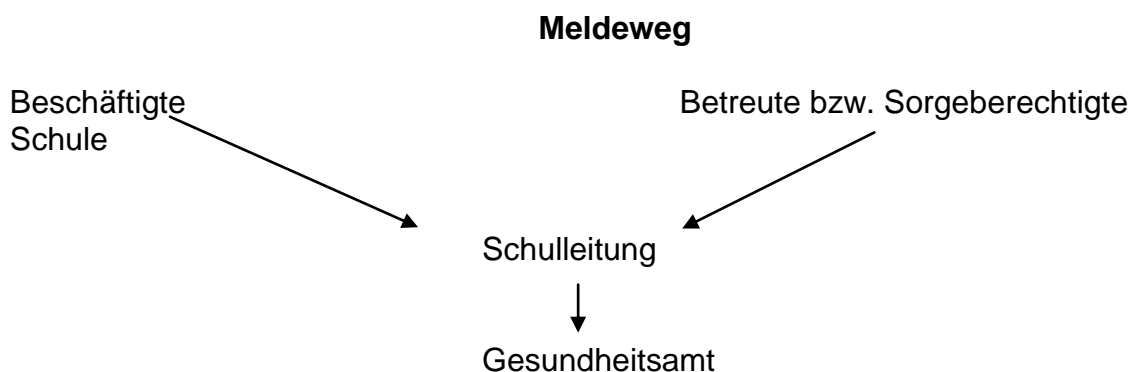 Meldeweg
Beschäftigte
Schule
Betreute bzw. Sorgeberechtigte
Schulleitung
Gesundheitsamt